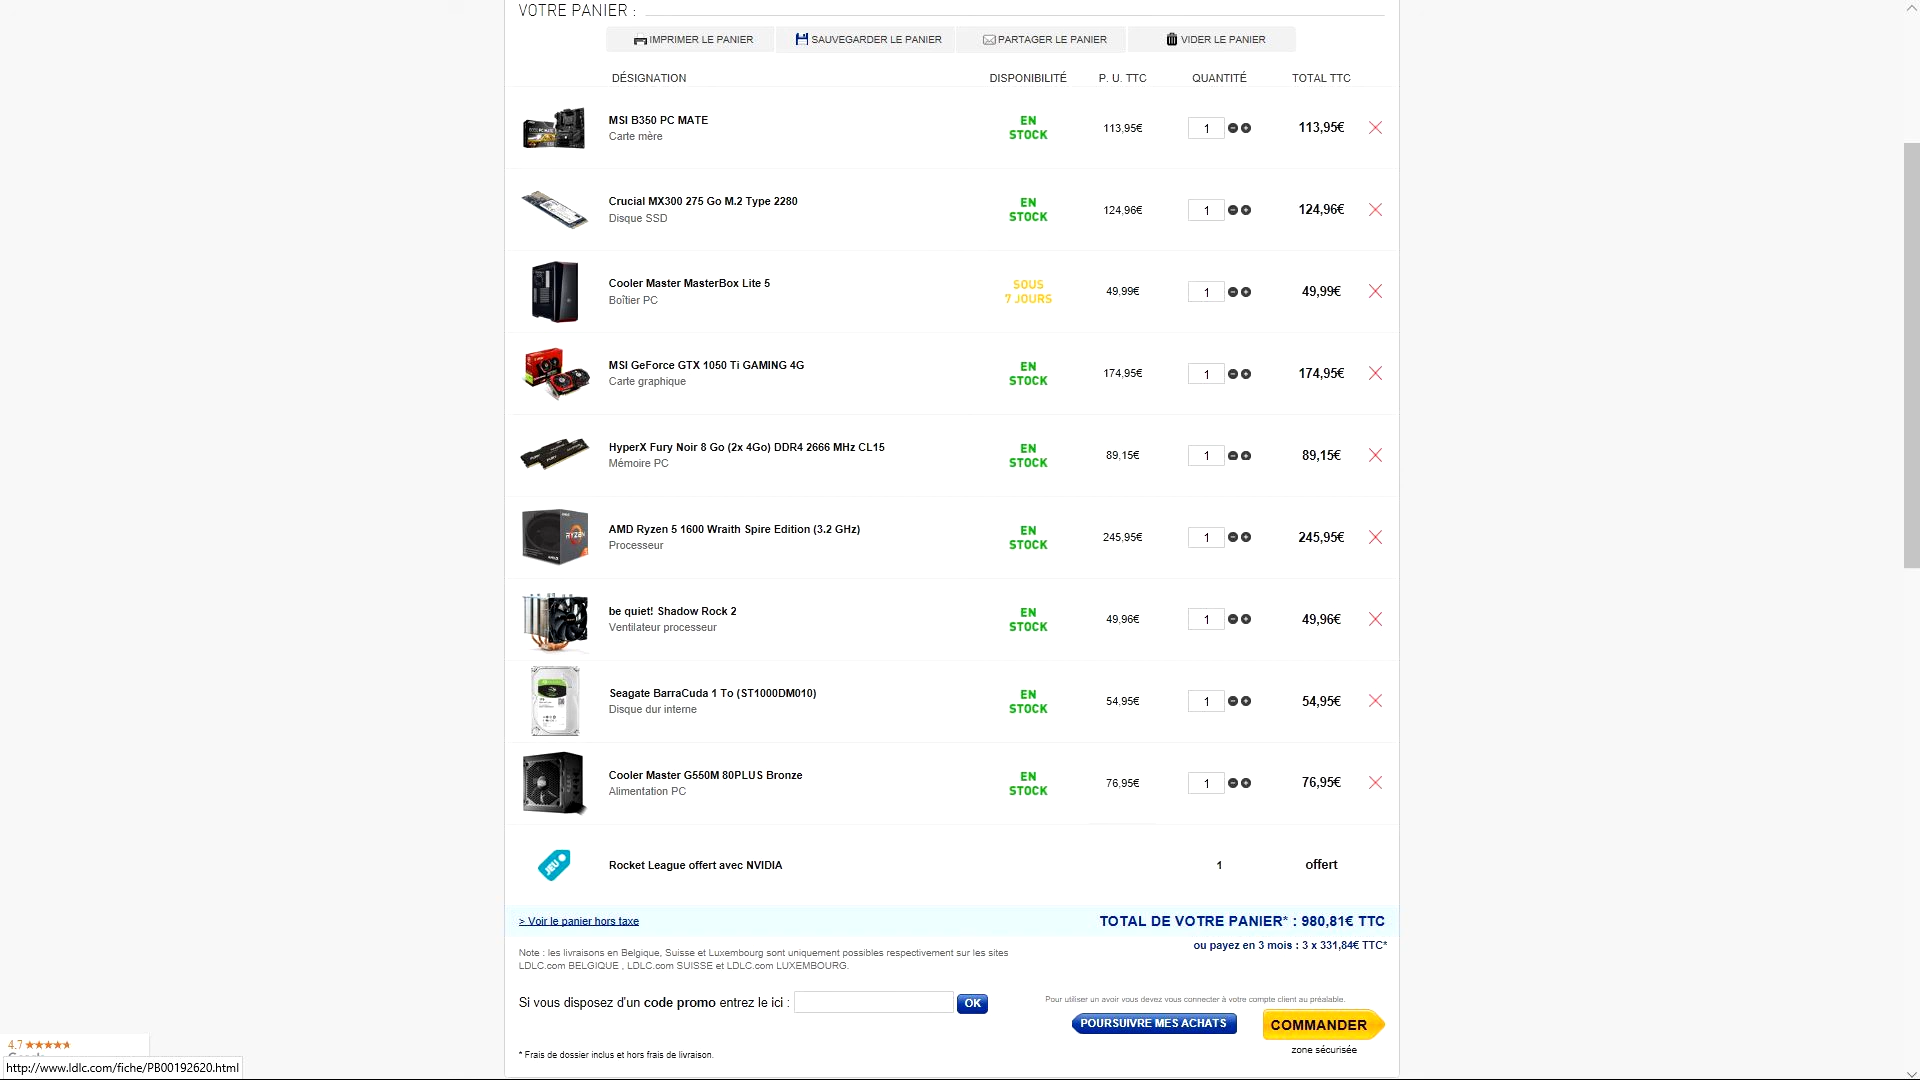 VOTRE PANIER :
IMPRIMER LE PANIER SAUVEGARDER LE PANIER PARTAGER LE PANIER VIDER LE PANIER
DÉSIGNATION DISPONIBILITÉ P. U. TTC QUANTITÉ TOTAL TTC
MSI B350 PC MATE
Carte mère
EN STOCK 113,95€ 1 113,95€
Crucial MX300 275 Go M.2 Type 2280
Disque SSD
EN STOCK 124,96€ 1 124,96€
Cooler Master MasterBox Lite 5
Boîtier PC
SOUS 7 JOURS 49,99€ 1 49,99€
MSI GeForce GTX 1050 Ti GAMING 4G
Carte graphique
EN STOCK 174,95€ 1 174,95€
HyperX Fury Noir 8 Go (2x 4Go) DDR4 2666 MHz CL15
Mémoire PC
EN STOCK 89,15€ 1 89,15€
AMD Ryzen 5 1600 Wraith Spire Edition (3.2 GHz)
Processeur
EN STOCK 245,95€ 1 245,95€
RYZEN
be quiet! Shadow Rock 2
Ventilateur processeur
EN STOCK 49,96€ 1 49,96€
Seagate BarraCuda 1 To (ST1000DM010)
Disque dur interne
EN STOCK 54,95€ 1 54,95€
Cooler Master G550M 80PLUS Bronze
Alimentation PC
EN STOCK 76,95€ 1 76,95€
JEU
Rocket League offert avec NVIDIA 1 offert
> Voir le panier hors taxe TOTAL DE VOTRE PANIER* : 980,81€ TTC
ou payez en 3 mois : 3 x 331,84€ TTC*
Note : les livraisons en Belgique, Suisse et Luxembourg sont uniquement possibles respectivement sur les sites
LDLC.com BELGIQUE , LDLC.com SUISSE et LDLC.com LUXEMBOURG.
Si vous disposez d'un code promo entrez le ici : OK
Pour utiliser un avoir vous devez vous connecter à votre compte client au préalable.
POURSUIVRE MES ACHATS COMMANDER
zone sécurisée
* Frais de dossier inclus et hors frais de livraison.
4.7
http://www.ldlc.com/fiche/PB00192620.html